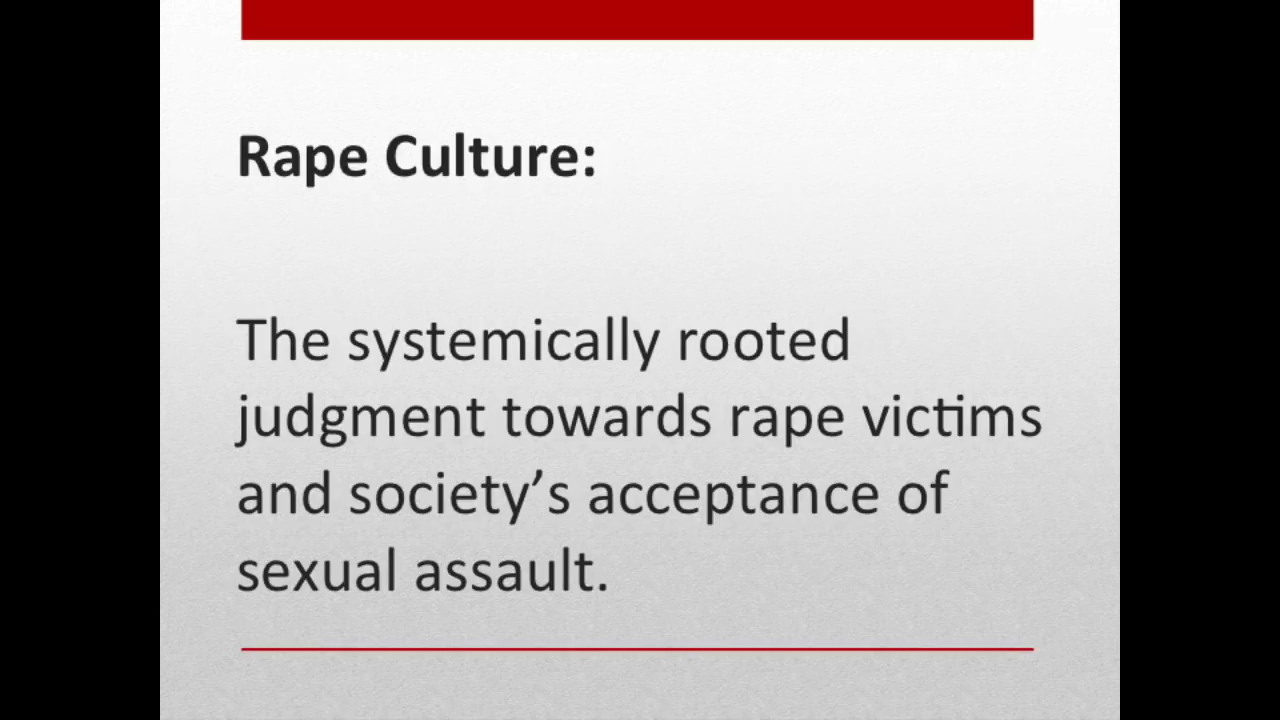 Rape Culture:
The systemically rooted
judgment towards rape victims
and society’s acceptance of
sexual assault.